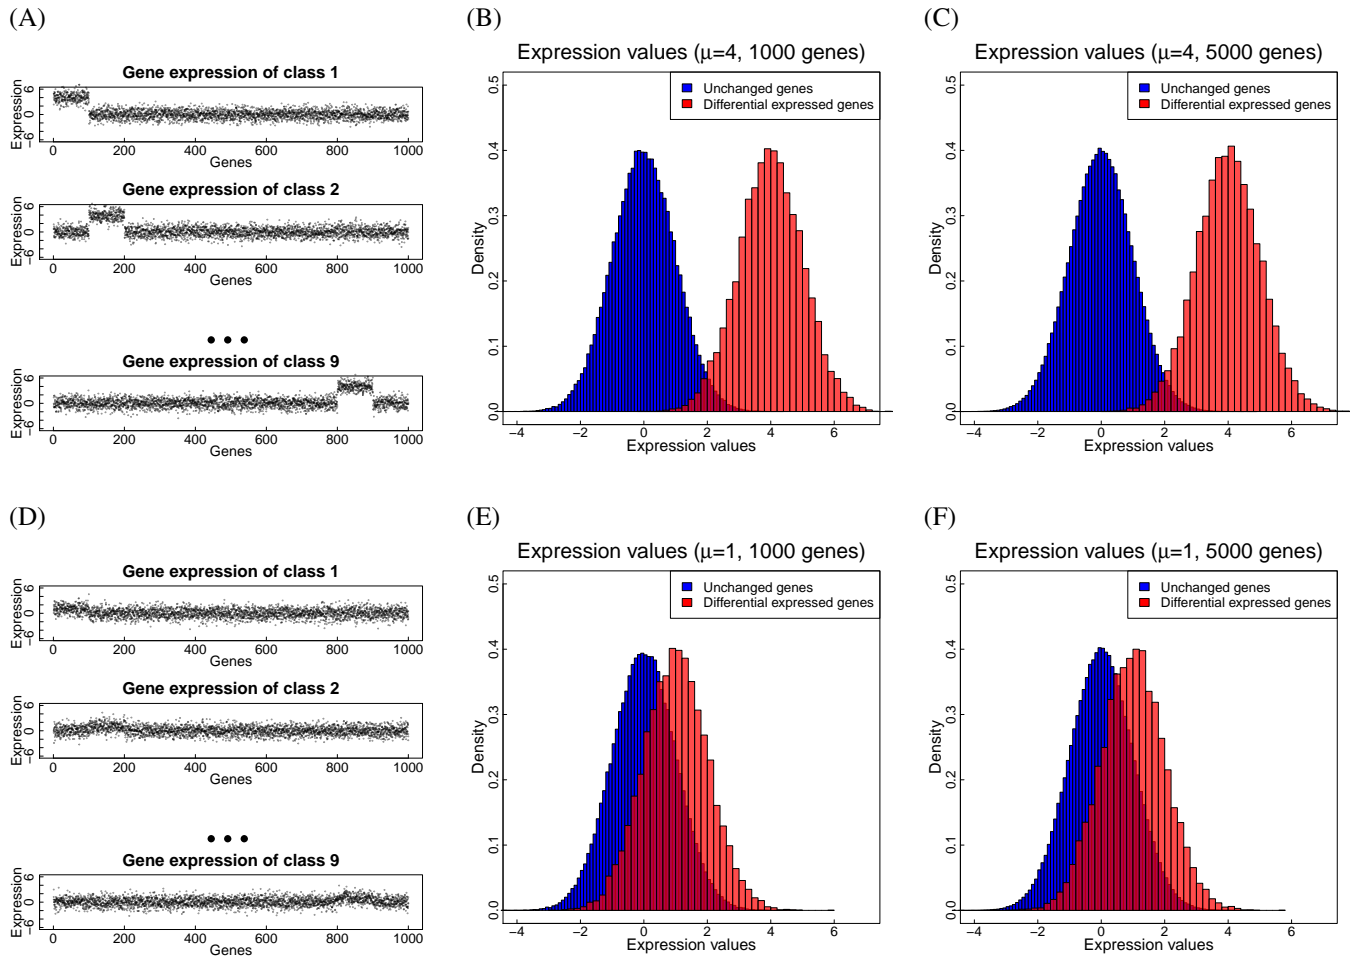 (A)
Gene expression of class 1
Expression
−6 0 6
0 200 400 600 800 1000
Genes
Gene expression of class 2
Expression
−6 0 6
0 200 400 600 800 1000
Genes
• • •
Gene expression of class 9
Expression
−6 0 6
0 200 400 600 800 1000
Genes
(B)
Expression values (μ=4, 1000 genes)
Unchanged genes
Differential expressed genes
Density
0.0 0.1 0.2 0.3 0.4 0.5
−4 −2 0 2 4 6
Expression values
(C)
Expression values (μ=4, 5000 genes)
Unchanged genes
Differential expressed genes
Density
0.0 0.1 0.2 0.3 0.4 0.5
−4 −2 0 2 4 6
Expression values
(D)
Gene expression of class 1
Expression
−6 0 6
0 200 400 600 800 1000
Genes
Gene expression of class 2
Expression
−6 0 6
0 200 400 600 800 1000
Genes
• • •
Gene expression of class 9
Expression
−6 0 6
0 200 400 600 800 1000
Genes
(E)
Expression values (μ=1, 1000 genes)
Unchanged genes
Differential expressed genes
Density
0.0 0.1 0.2 0.3 0.4 0.5
−4 −2 0 2 4 6
Expression values
(F)
Expression values (μ=1, 5000 genes)
Unchanged genes
Differential expressed genes
Density
0.0 0.1 0.2 0.3 0.4 0.5
−4 −2 0 2 4 6
Expression values